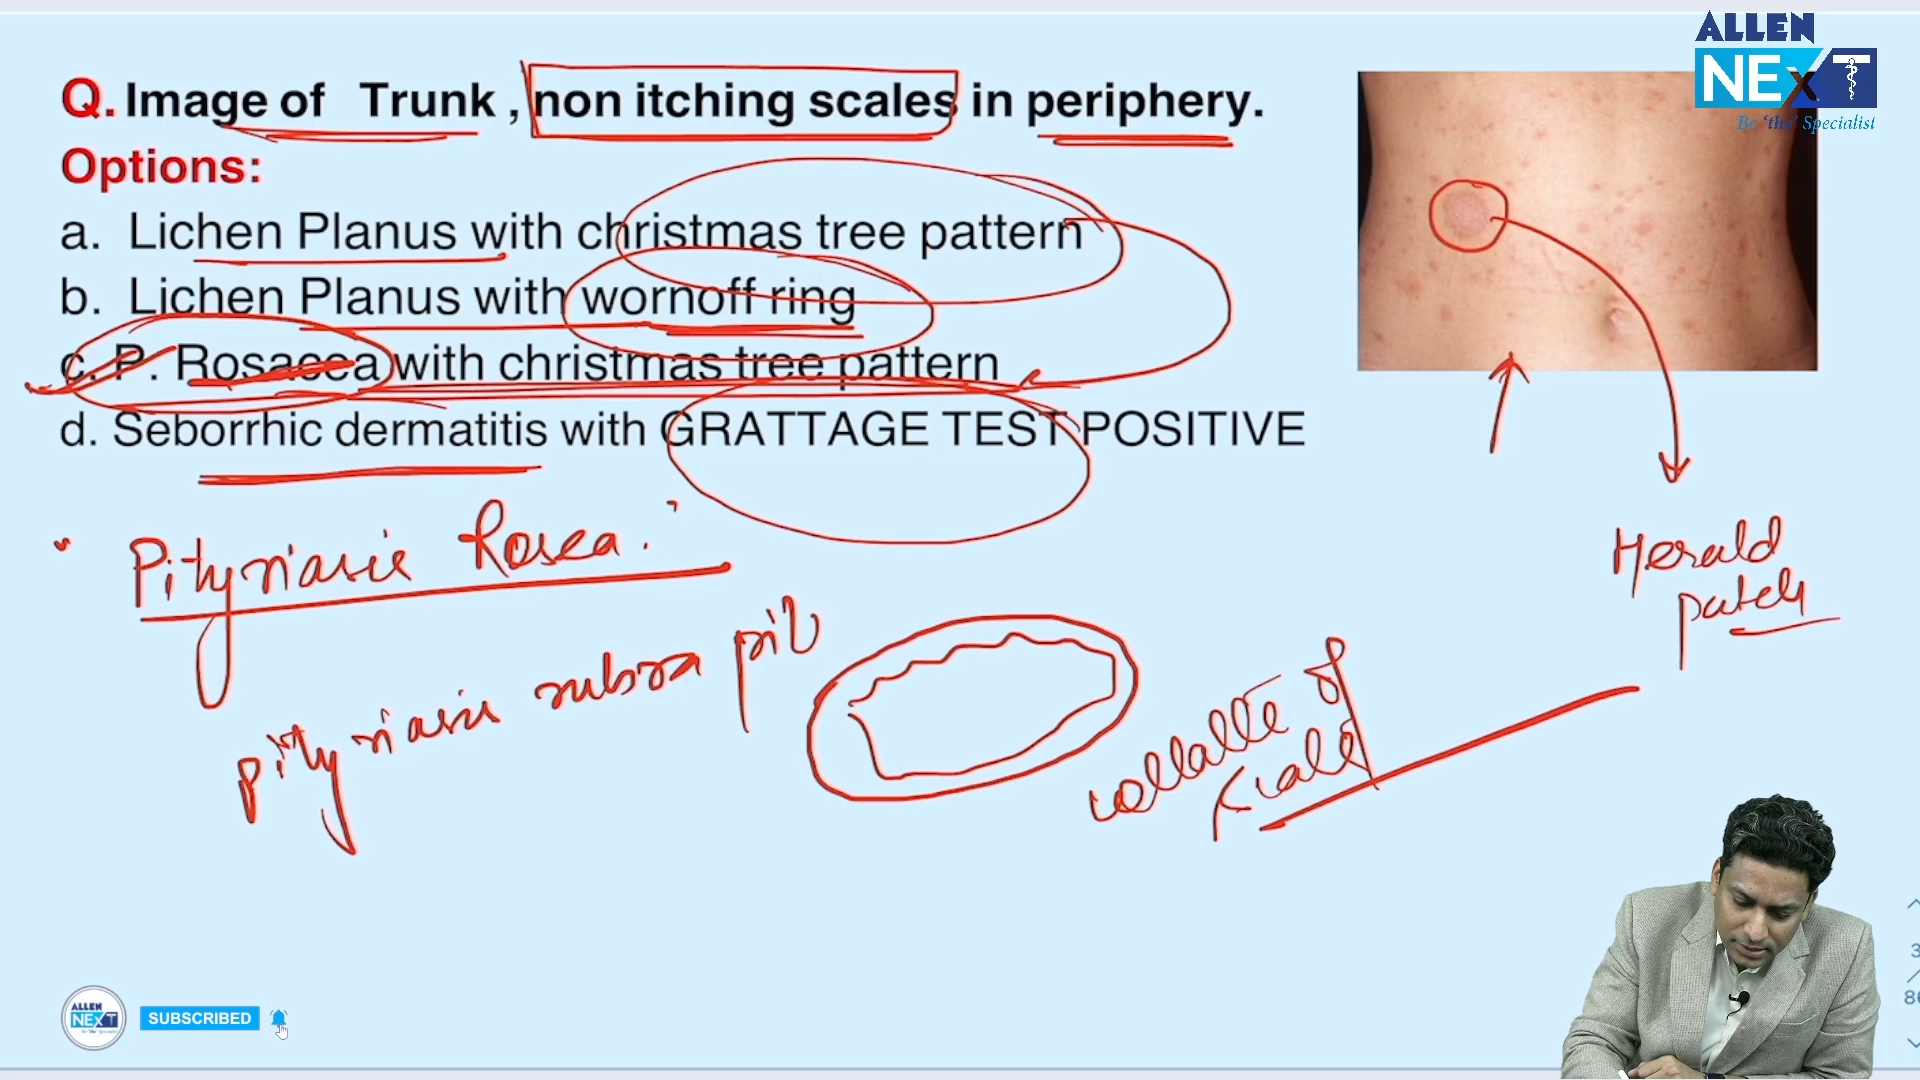 ALLEN
NExT
Be 'the' Specialist
Q. Image of Trunk , non itching scales in periphery.
Options:
a. Lichen Planus with christmas tree pattern
b. Lichen Planus with wornoff ring
c. P. Rosacea with christmas tree pattern
d. Seborrhic dermatitis with GRATTAGE TEST POSITIVE
Pityriasis Rosea
Herald
patch
pityriasis rubra pil
collatte of
scale
ALLEN
NExT
SUBSCRIBED